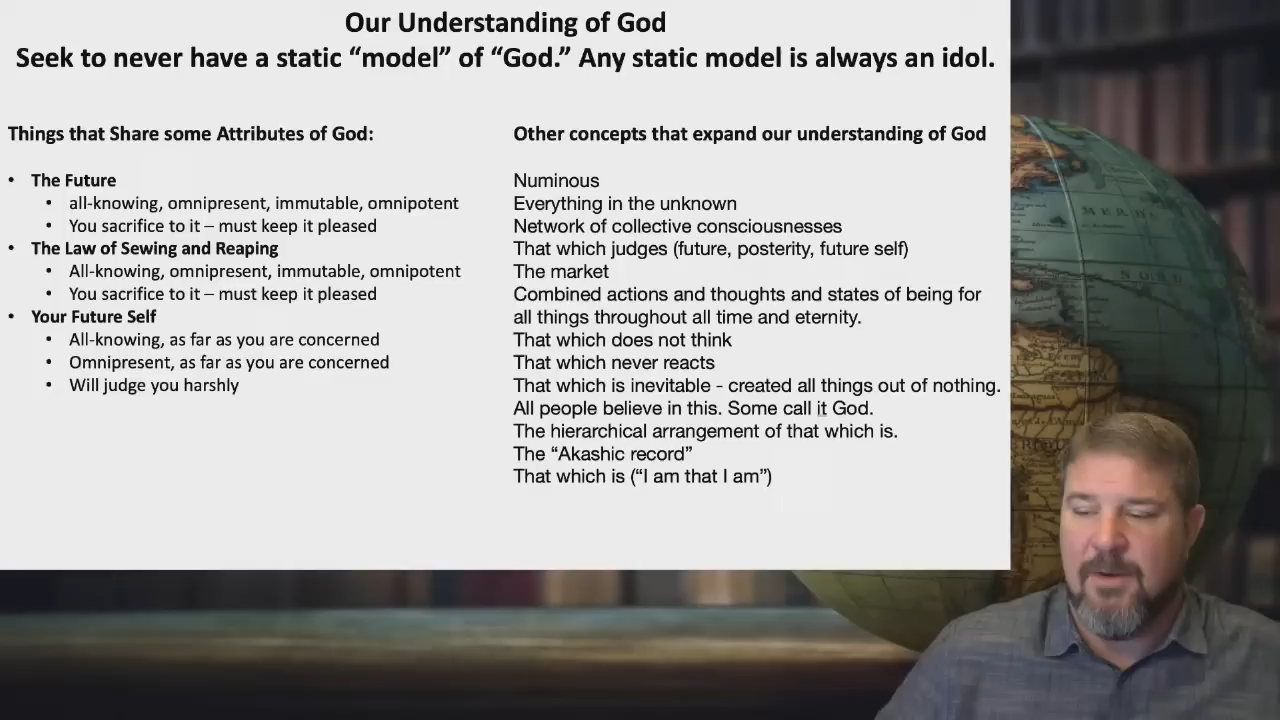 Our Understanding of God
Seek to never have a static “model” of “God.” Any static model is always an idol.
Things that Share some Attributes of God:
• The Future
• all-knowing, omnipresent, immutable, omnipotent
• You sacrifice to it – must keep it pleased
• The Law of Sewing and Reaping
• All-knowing, omnipresent, immutable, omnipotent
• You sacrifice to it – must keep it pleased
• Your Future Self
• All-knowing, as far as you are concerned
• Omnipresent, as far as you are concerned
• Will judge you harshly
Other concepts that expand our understanding of God
Numinous
Everything in the unknown
Network of collective consciousnesses
That which judges (future, posterity, future self)
The market
Combined actions and thoughts and states of being for
all things throughout all time and eternity.
That which does not think
That which never reacts
That which is inevitable - created all things out of nothing.
All people believe in this. Some call it God.
The hierarchical arrangement of that which is.
The “Akashic record”
That which is (“I am that I am”)